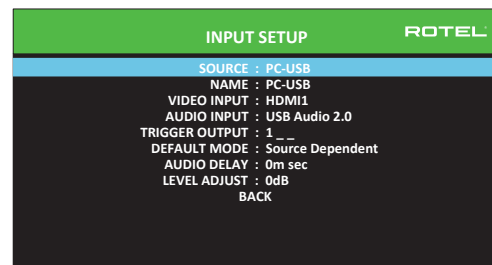 INPUT SETUP
ROTEL
SOURCE : PC-USB
NAME : PC-USB
VIDEO INPUT : HDMI1
AUDIO INPUT : USB Audio 2.0
TRIGGER OUTPUT : 1 _ _
DEFAULT MODE : Source Dependent
AUDIO DELAY : 0m sec
LEVEL ADJUST : 0dB
BACK